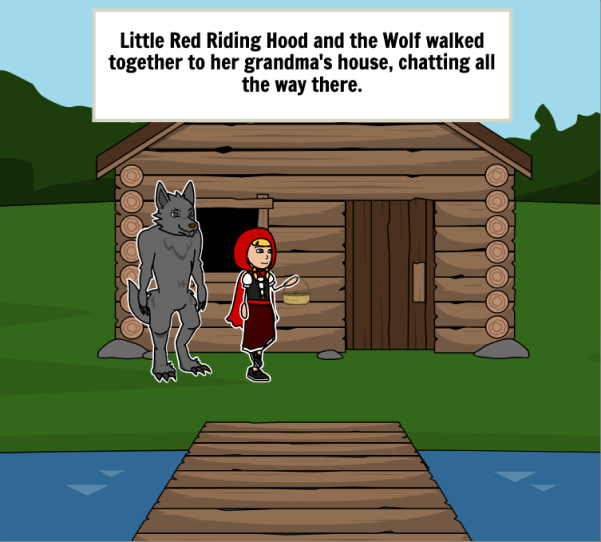 Little Red Riding Hood and the Wolf walked
together to her grandma's house, chatting all
the way there.